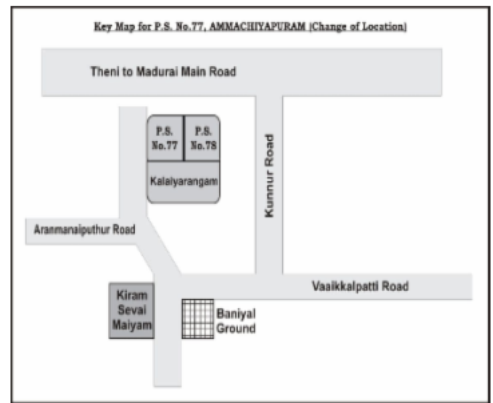 Key Map for P.S. No.77, AMMACHIYAPURAM (Change of Location)
Theni to Madurai Main Road
P.S.
No.77
P.S.
No.78
Kalaiyarangam
Kunnur Road
Aranmanaiputhur Road
Vaaikkalpatti Road
Kiram
Sevai
Maiyam
Baniyal
Ground